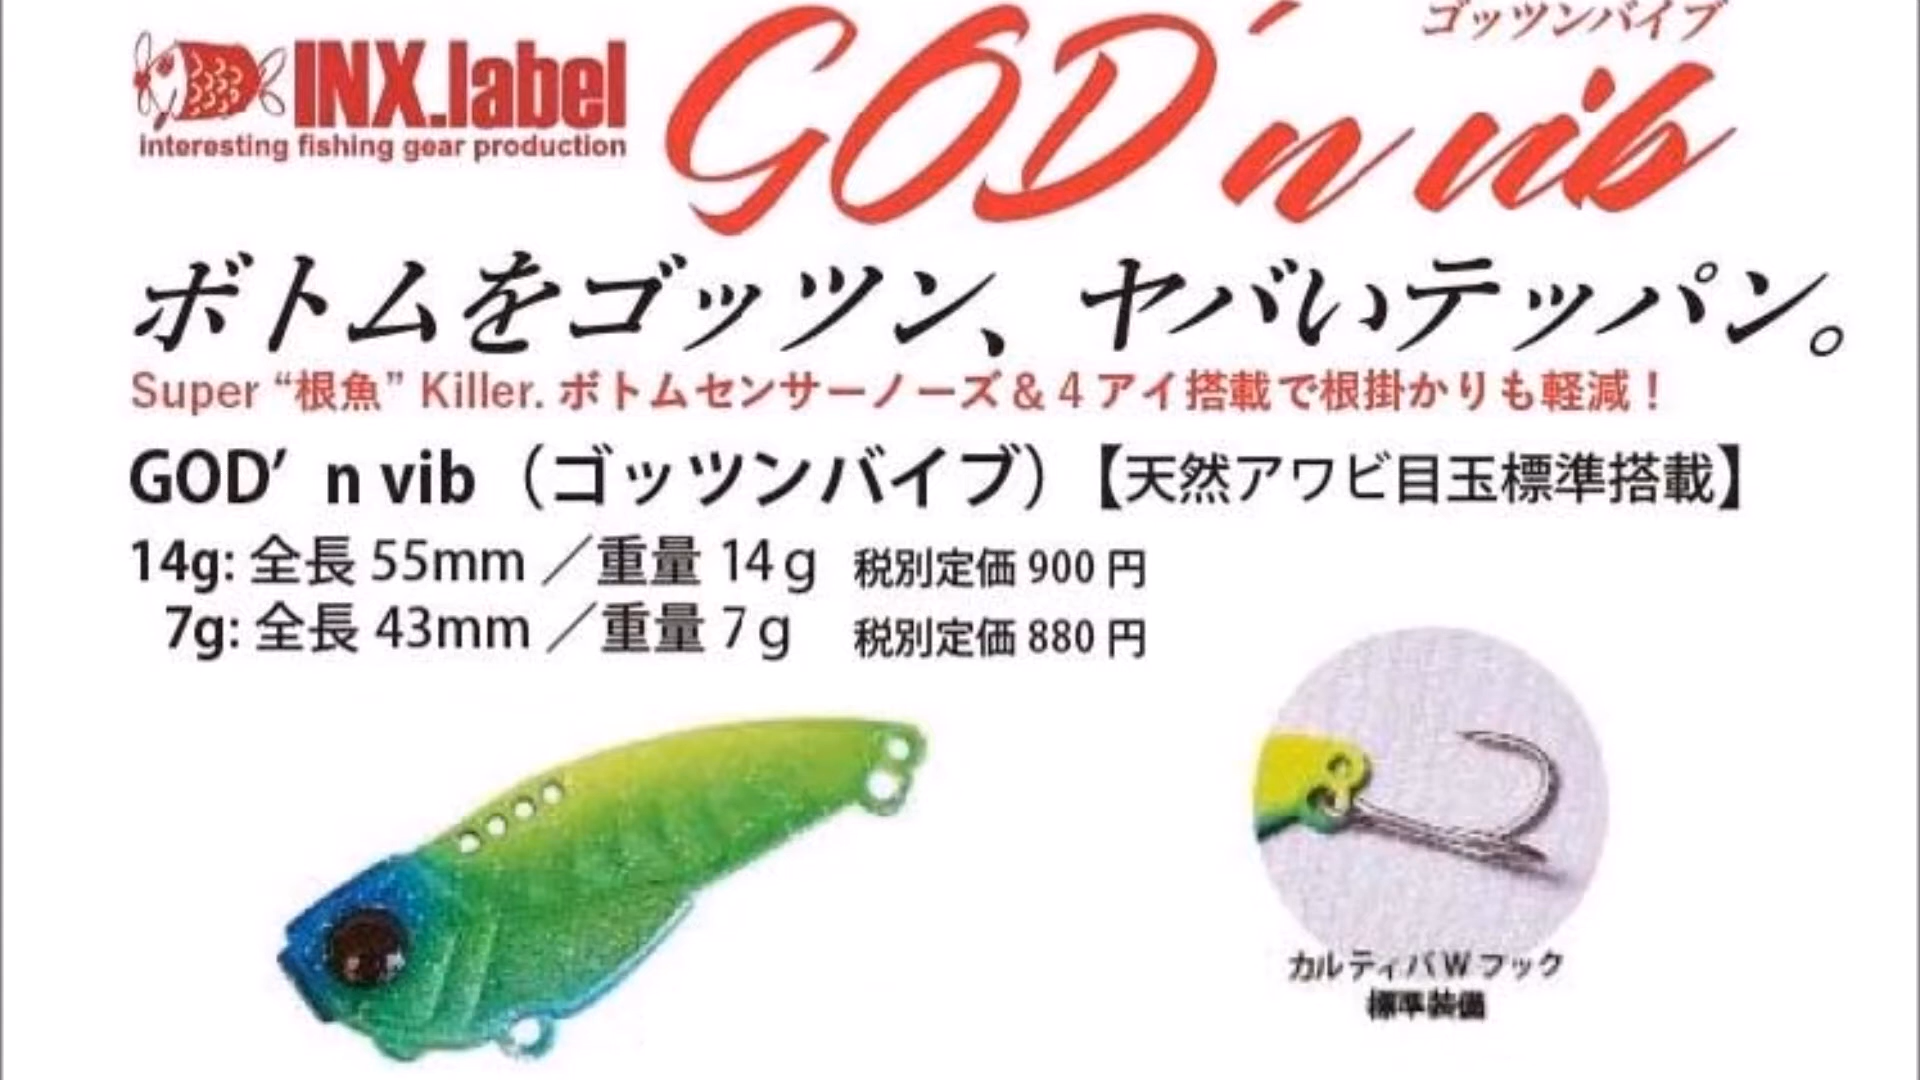 ゴッツンバイブ
INX.label
interesting fishing gear production
GOD'n vib
ボトムをゴッツン、ヤバいテッパン。
Super “根魚” Killer. ボトムセンサーノーズ & 4 アイ搭載で根掛かりも軽減！
GOD’ n vib（ゴッツンバイブ）【天然アワビ目玉標準搭載】
14g: 全長 55mm ／重量 14ｇ 税別定価 900 円
7g: 全長 43mm ／重量 7ｇ 税別定価 880 円
カルティバ W フック
標準装備